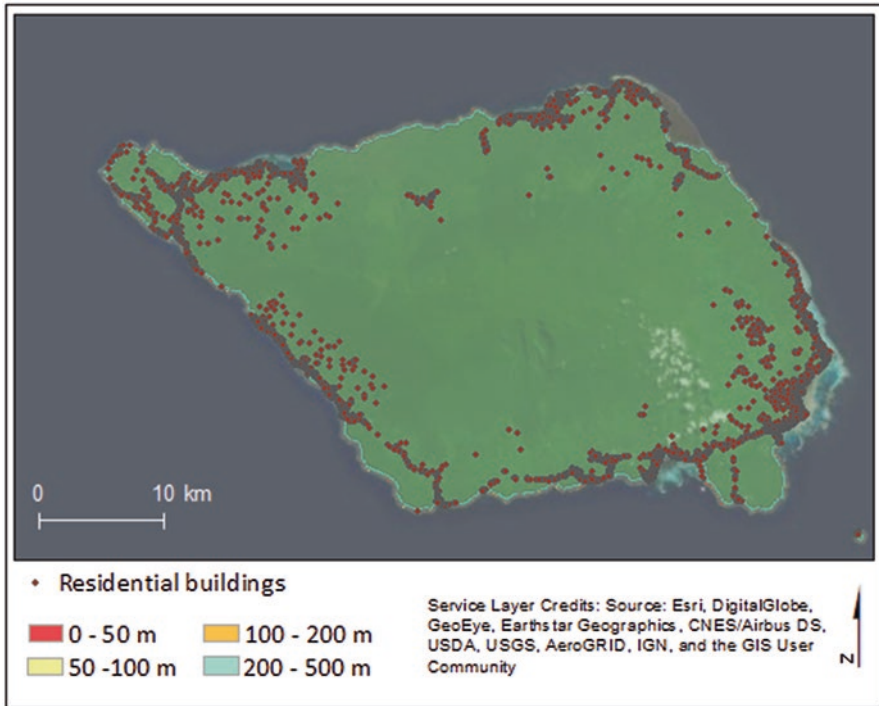 0 10 km
Residential buildings
0 - 50 m 100 - 200 m
50 -100 m 200 - 500 m
Service Layer Credits: Source: Esri, DigitalGlobe,
GeoEye, Earthstar Geographics, CNES/Airbus DS,
USDA, USGS, AeroGRID, IGN, and the GIS User
Community
N